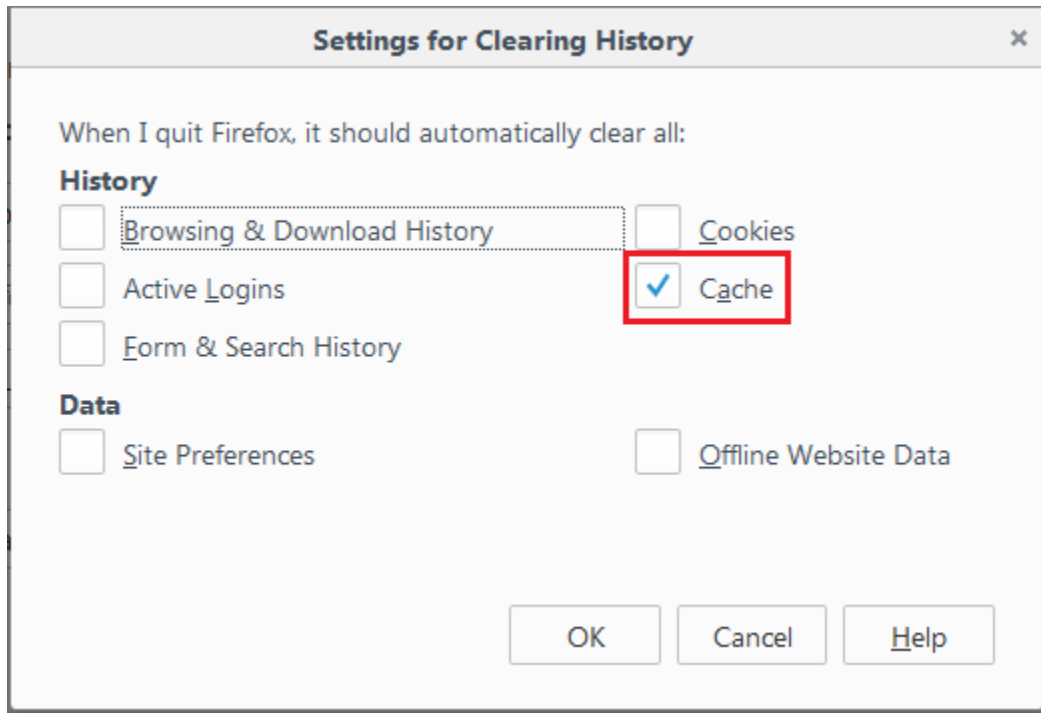 Settings for Clearing History
When I quit Firefox, it should automatically clear all:
History
Browsing & Download History Cookies
Active Logins Cache
Form & Search History
Data
Site Preferences Offline Website Data
OK Cancel Help